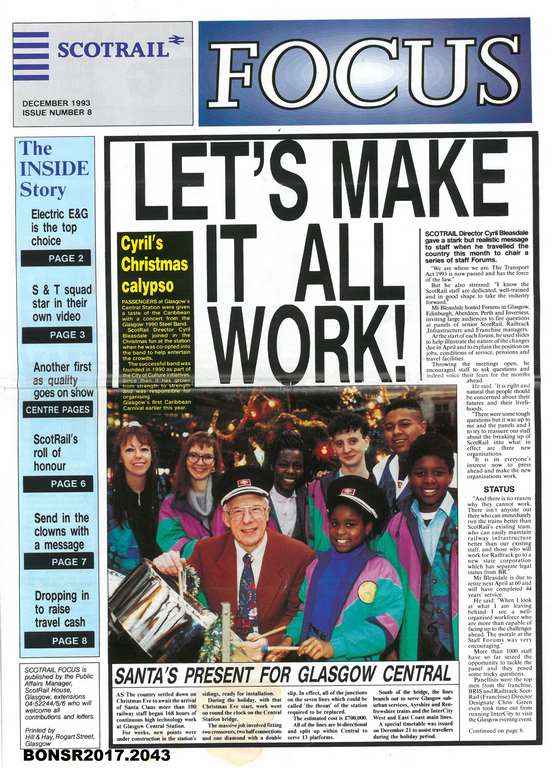 SCOTRAIL
DECEMBER 1993
ISSUE NUMBER 8
FOCUS
The
INSIDE
Story
Electric E&G
is the top
choice
PAGE 2
S & T squad
star in their
own video
PAGE 3
Another first
as quality
goes on show
CENTRE PAGES
ScotRail's
roll of
honour
PAGE 6
Send in the
clowns with
a message
PAGE 7
Dropping in
to raise
travel cash
PAGE 8
SCOTRAIL FOCUS is
published by the Public
Affairs Manager,
ScotRail House,
Glasgow, extensions
04-52244/5/6 who will
welcome all
contributions and letters.
Printed by
Hill & Hay, Rogart Street,
Glasgow
LET'S MAKE
IT ALL
WORK!
Cyril's
Christmas
calypso
PASSENGERS at Glasgow's
Central Station were given
a taste of the Caribbean
with a concert from the
Glasgow 1990 Steel Band.
ScotRail Director Cyril
Bleasdale joined in the
Christmas fun at the station
when he was co-opted into
the band to help entertain
the crowds.
The successful band was
founded in 1990 as part of
the City of Culture initiatives.
Since then it has grown
from strength to strength
and was responsible for
organising
Glasgow's first Caribbean
Carnival earlier this year.
SCOTRAIL Director Cyril Bleasdale
gave a stark but realistic message
to staff when he travelled the
country this month to chair a
series of staff Forums.
"We are where we are. The Transport
Act 1993 is now passed and has the force
of the law."
But he also stressed: "I know the
ScotRail staff are dedicated, well-trained
and in good shape to take the industry
forward."
Mr Bleasdale hosted Forums in Glasgow,
Edinburgh, Aberdeen, Perth and Inverness,
inviting large audiences to fire questions
at panels of senior ScotRail, Railtrack
,Infrastructure and Franchise managers.
At the start of each forum, he used slides
to help illustrate the nature of the changes
due in April and to explain the position on
jobs, conditions of service, pensions and
travel facilities.
Throwing the meetings open, he
encouraged staff to ask questions and
indeed voice their fears for the months
ahead.
He said: "It is right and
natural that people should
be concerned about their
futures and their liveli-
hoods.
"There were some tough
questions but it was up to
me and the panels and I
to try to reassure our staff
about the breaking up of
ScotRail into what in
effect are three new
organisations.
"It is in everyone's
interest now to press
ahead and make the new
organisations work.
STATUS
"And there is no reason
why they cannot work.
There isn't anyone out
there who can immediately
run the trains better than
ScotRail's existing team,
who can easily maintain
railway infrastructure
better than our existing
staff, and those who will
work for Railtrack go to a
new state corporation
which has separate legal
status from BR."
Mr Bleasdale is due to
retire next April at 60 and
will have completed 44
years' service.
He said: "When I look
at what I am leaving
behind I see a well-
organised workforce who
are more than capable of
facing up to the challenges
ahead. The morale at the
Staff Forums was very
encouraging."
More than 1000 staff
have so far seized the
opportunity to tackle the
panel and they posed
some tricky questions.
Panellists were the top
men from the franchise,
BRIS and Railtrack. Scot-
Rail (Franchise) Director
Designate Chris Green
even took time out from
running InterCity to visit
the Glasgow evening event.
Continued on page 8.
SANTA'S PRESENT FOR GLASGOW CENTRAL
AS The country settled down on
Christmas Eve to await the arrival
of Santa Claus more than 100
railway staff began 168 hours of
continuous high technology work
at Glasgow Central Station.
For weeks, new points were
under construction in the station's
sidings, ready for installation.
During the holiday, with that
Christmas Eve start, work went
on round the clock on the Central
Station bridge.
The massive job involved fitting
two crossovers, two half connections
and one diamond with a double
slip. In effect, all of the junctions
on the seven lines which could be
called 'the throat' of the station
required to be replaced.
The estimated cost is £700,000.
All of the lines are bi-directional
and split up within Central to
serve 13 platforms.
South of the bridge, the lines
branch out to serve Glasgow sub-
urban services, Ayrshire and Ren-
frewshire trains and the InterCity
West and East Coast main lines.
A special timetable was issued
on December 21 to assist travellers
during the holiday period.
BONSR2017.2043